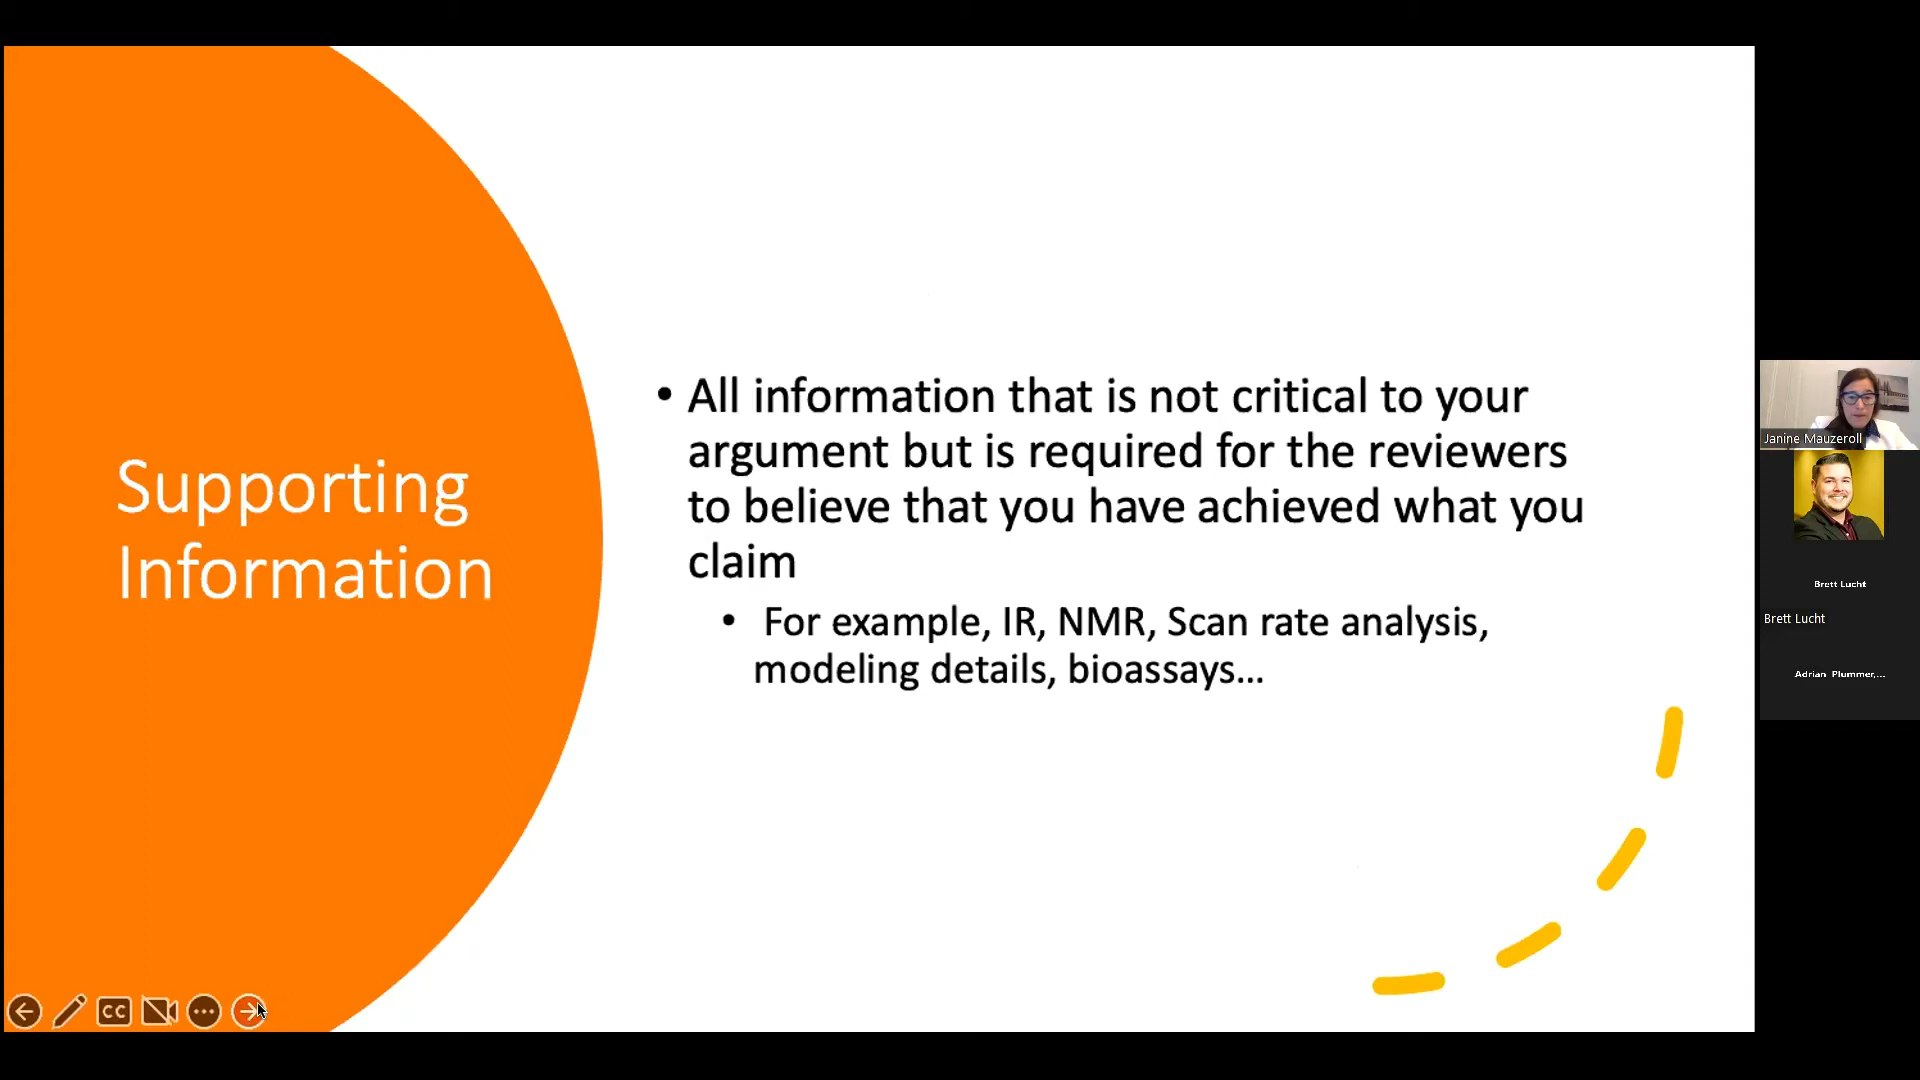 Supporting
Information
• All information that is not critical to your
argument but is required for the reviewers
to believe that you have achieved what you
claim
• For example, IR, NMR, Scan rate analysis,
modeling details, bioassays...
CC
Janine Mauzeroll
Brett Lucht
Brett Lucht
Adrian Plummer,...